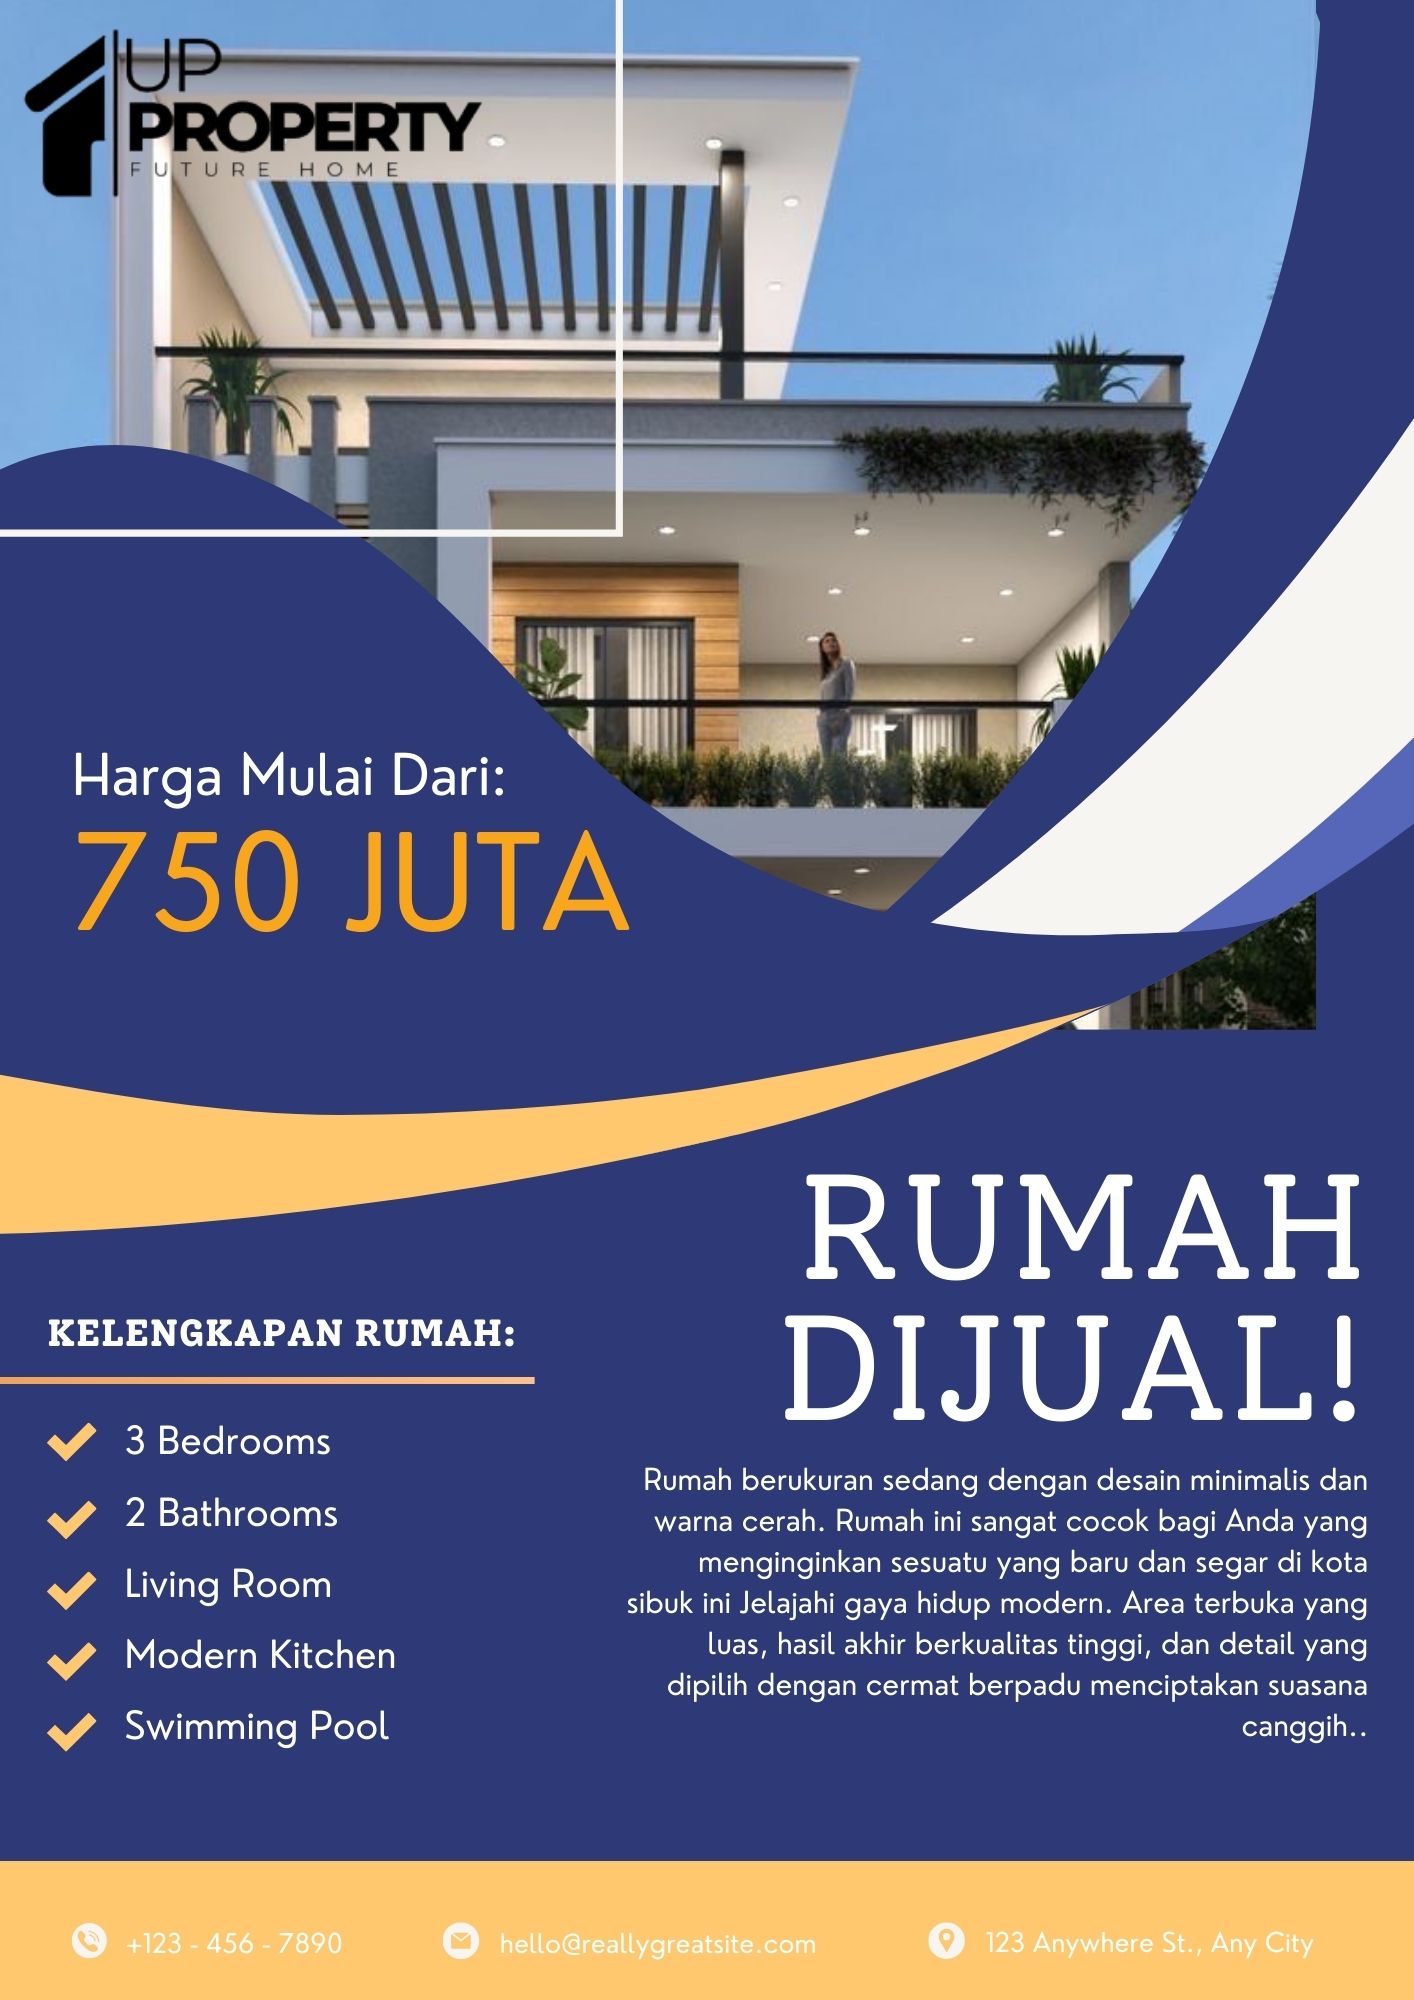 UP
PROPERTY
FUTURE HOME
Harga Mulai Dari:
750 JUTA
RUMAH
DIJUAL!
KELENGKAPAN RUMAH:
3 Bedrooms
2 Bathrooms
Living Room
Modern Kitchen
Swimming Pool
Rumah berukuran sedang dengan desain minimalis dan
warna cerah. Rumah ini sangat cocok bagi Anda yang
menginginkan sesuatu yang baru dan segar di kota
sibuk ini Jelajahi gaya hidup modern. Area terbuka yang
luas, hasil akhir berkualitas tinggi, dan detail yang
dipilih dengan cermat berpadu menciptakan suasana
canggih..
+123 - 456 - 7890
hello@reallygreatsite.com
123 Anywhere St., Any City